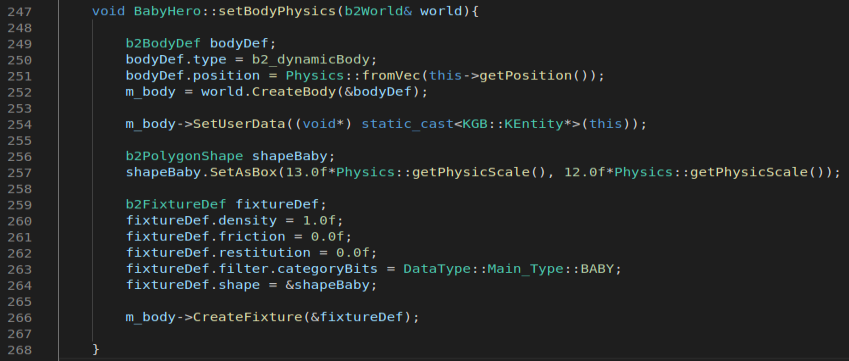 247 void BabyHero::setBodyPhysics(b2World& world){
248
249 b2BodyDef bodyDef;
250 bodyDef.type = b2_dynamicBody;
251 bodyDef.position = Physics::fromVec(this->getPosition());
252 m_body = world.CreateBody(&bodyDef);
253
254 m_body->SetUserData((void*) static_cast<KGB::KEntity*>(this));
255
256 b2PolygonShape shapeBaby;
257 shapeBaby.SetAsBox(13.0f*Physics::getPhysicScale(), 12.0f*Physics::getPhysicScale());
258
259 b2FixtureDef fixtureDef;
260 fixtureDef.density = 1.0f;
261 fixtureDef.friction = 0.0f;
262 fixtureDef.restitution = 0.0f;
263 fixtureDef.filter.categoryBits = DataType::Main_Type::BABY;
264 fixtureDef.shape = &shapeBaby;
265
266 m_body->CreateFixture(&fixtureDef);
267
268 }